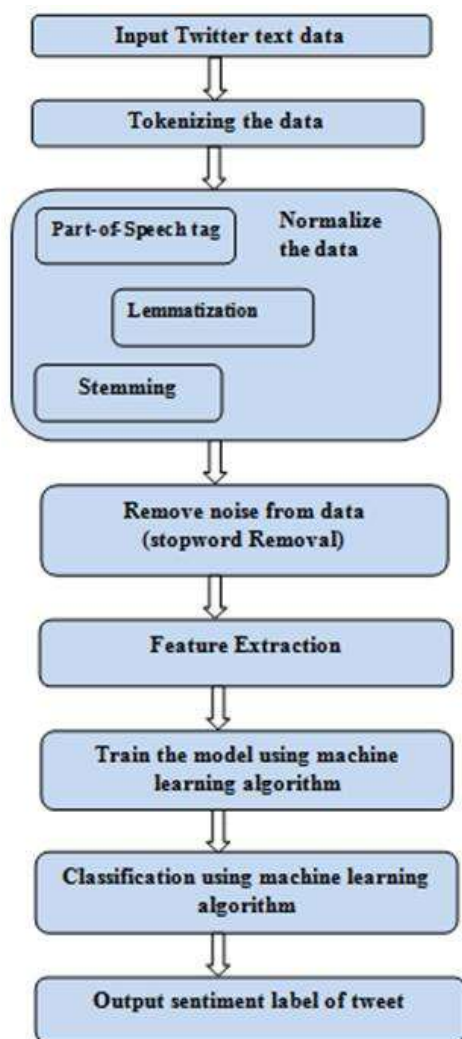 Input Twitter text data
Tokenizing the data
Part-of-Speech tag
Normalize
the data
Lemmatization
Stemming
Remove noise from data
(stopword Removal)
Feature Extraction
Train the model using machine
learning algorithm
Classification using machine learning
algorithm
Output sentiment label of tweet